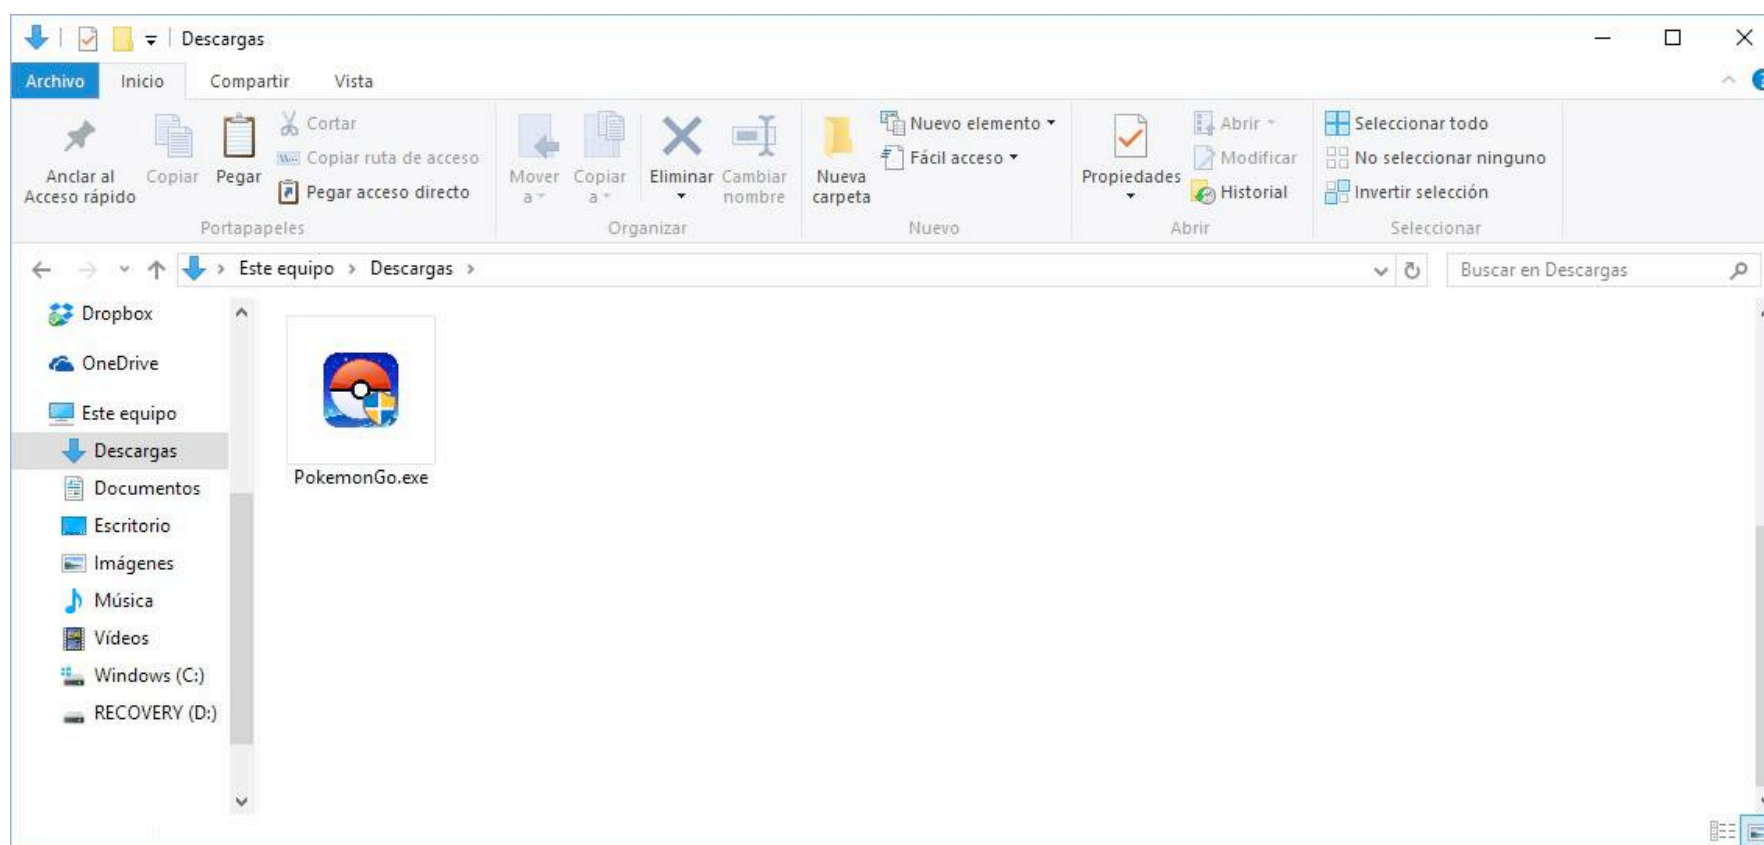 Descargas
Archivo Inicio Compartir Vista
Anclar al Acceso rápido
Copiar
Pegar
Cortar
Copiar ruta de acceso
Pegar acceso directo
Portapapeles
Mover a
Copiar a
Eliminar
Cambiar nombre
Organizar
Nueva carpeta
Nuevo elemento
Fácil acceso
Nuevo
Propiedades
Abrir
Modificar
Historial
Abrir
Seleccionar todo
No seleccionar ninguno
Invertir selección
Seleccionar
Este equipo > Descargas >
Buscar en Descargas
Dropbox
OneDrive
Este equipo
Descargas
Documentos
Escritorio
Imágenes
Música
Vídeos
Windows (C:)
RECOVERY (D:)
PokemonGo.exe